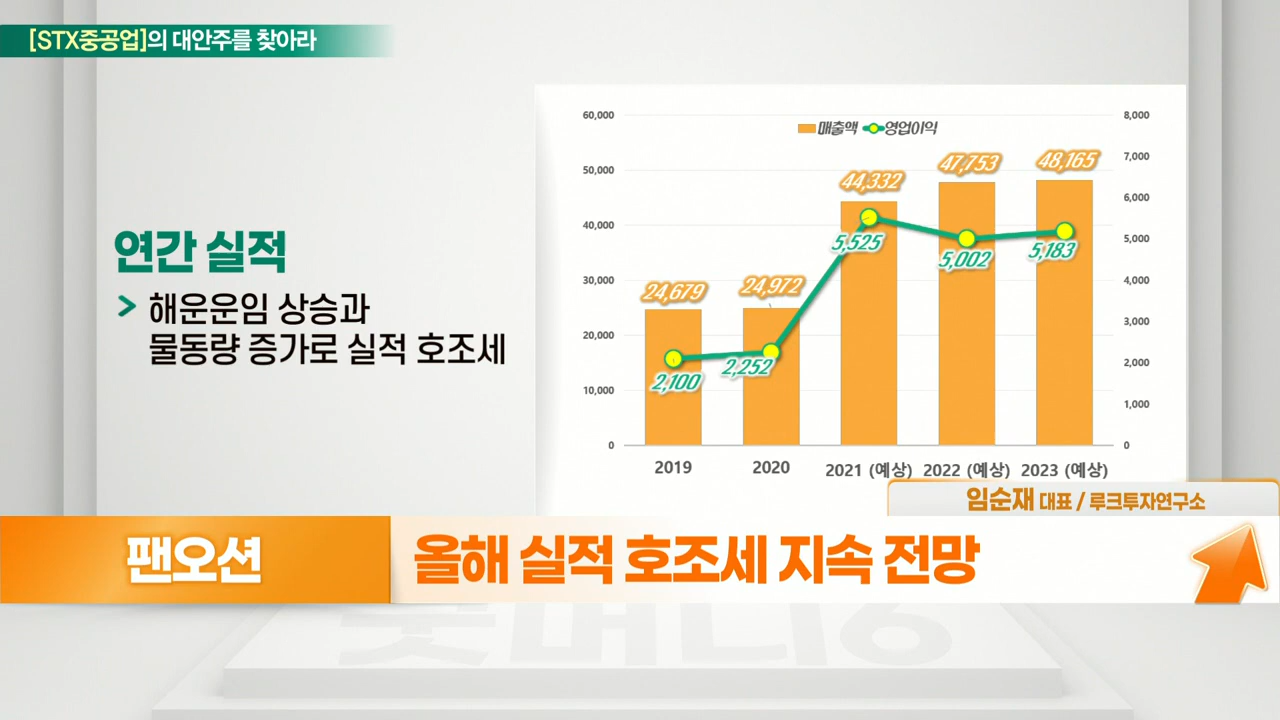 [STX중공업]의 대안주를 찾아라
연간 실적
해운운임 상승과
물동량 증가로 실적 호조세
매출액 영업이익
60,000
50,000
40,000
30,000
20,000
10,000
0
8,000
7,000
6,000
5,000
4,000
3,000
2,000
1,000
0
24,679
24,972
44,332
47,753
48,165
2,100
2,252
5,525
5,002
5,183
2019 2020 2021 (예상) 2022 (예상) 2023 (예상)
임순재 대표 / 루크투자연구소
팬오션
올해 실적 호조세 지속 전망
굿머니6